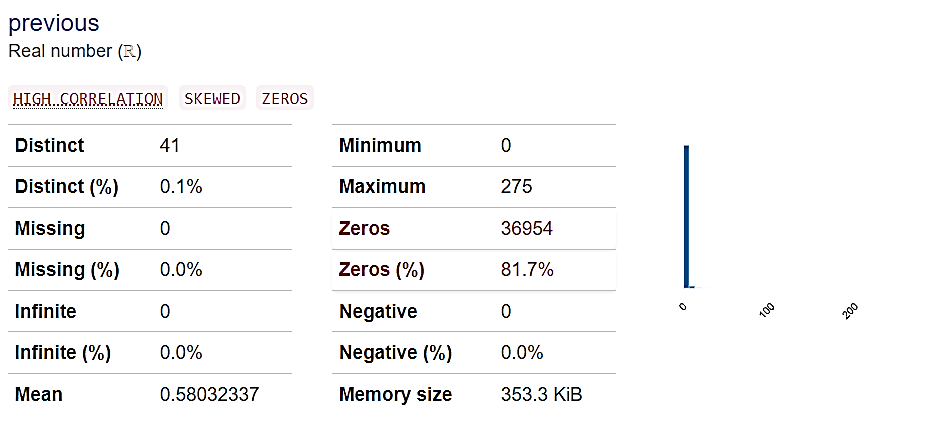 previous
Real number (ℝ)
HIGH CORRELATION SKEWED ZEROS
Distinct 41
Distinct (%) 0.1%
Missing 0
Missing (%) 0.0%
Infinite 0
Infinite (%) 0.0%
Mean 0.58032337
Minimum 0
Maximum 275
Zeros 36954
Zeros (%) 81.7%
Negative 0
Negative (%) 0.0%
Memory size 353.3 KiB
0 100 200